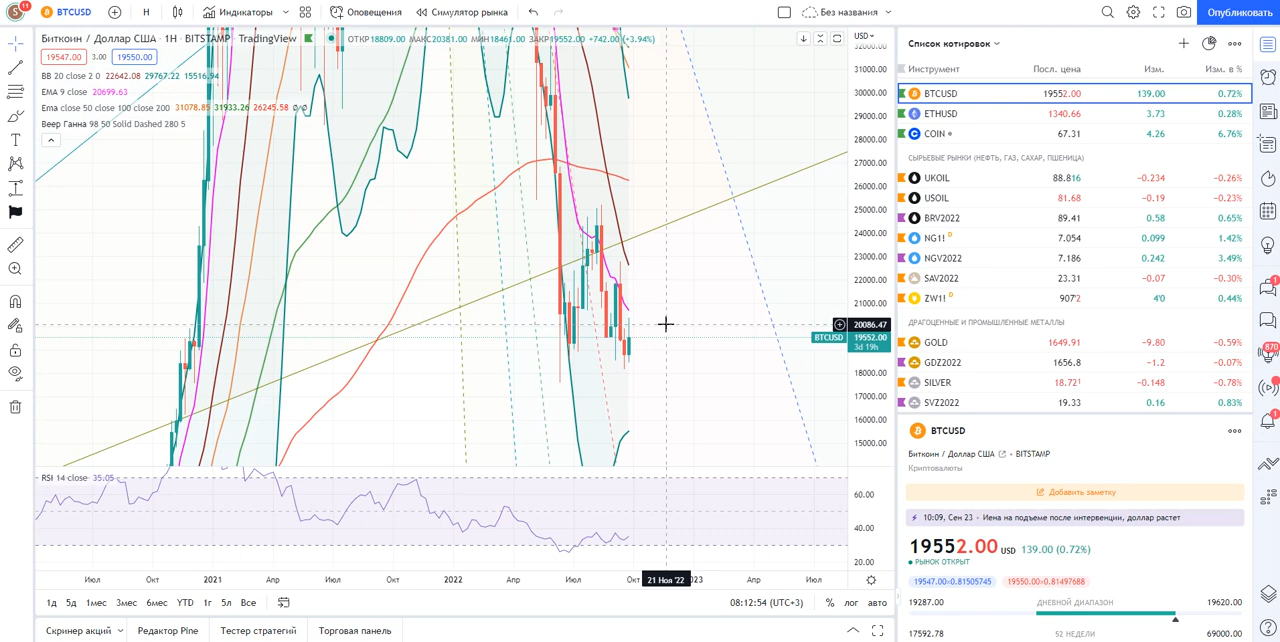 11
BTCUSD
Н
Индикаторы
Оповещения
Симулятор рынка
Без названия
Опубликовать
Биткоин / Доллар США · 1Н · BITSTAMP · TradingView
ОТКР18809.00 МАКС20381.00 МИН18461.00 ЗАКР19552.00 +742.00 (+3.94%)
19547.00 3.00 19550.00
BB 20 close 2 0 22642.08 29767.22 15516.94
EMA 9 close 20699.63
Ema close 50 close 100 close 200 31078.85 31933.26 26245.58
Веер Ганна 98 50 Solid Dashed 280 5
USD
32000.00
31000.00
30000.00
29000.00
28000.00
27000.00
26000.00
25000.00
24000.00
23000.00
22000.00
21000.00
20086.47
BTCUSD 19552.00
3d 19h
18000.00
17000.00
16000.00
15000.00
RSI 14 close 35.05
60.00
40.00
20.00
Июл Окт 2021 Апр Июл Окт 2022 Апр Июл Окт 21 Ноя '22 2023 Апр Июл
1д 5д 1мес 3мес 6мес YTD 1г 5л Все
08:12:54 (UTC+3) % лог авто
Скринер акций Редактор Pine Тестер стратегий Торговая панель
Список котировок
Инструмент Посл. цена Изм. Изм. в %
BTCUSD 19552.00 139.00 0.72%
ETHUSD 1340.66 3.73 0.28%
COIN 67.31 4.26 6.76%
СЫРЬЕВЫЕ РЫНКИ (НЕФТЬ, ГАЗ, САХАР, ПШЕНИЦА)
UKOIL 88.816 −0.234 −0.26%
USOIL 81.68 −0.19 −0.23%
BRV2022 89.41 0.58 0.65%
NG1! D 7.054 0.099 1.42%
NGV2022 7.186 0.242 3.49%
SAV2022 23.31 −0.07 −0.30%
ZW1! D 907'2 4'0 0.44%
ДРАГОЦЕННЫЕ И ПРОМЫШЛЕННЫЕ МЕТАЛЛЫ
GOLD 1649.91 −9.80 −0.59%
GDZ2022 1656.8 −1.2 −0.07%
SILVER 18.721 −0.148 −0.78%
SVZ2022 19.33 0.16 0.83%
BTCUSD
Биткоин / Доллар США • BITSTAMP
Криптовалюты
Добавить заметку
10:09, Сен 23 • Иена на подъеме после интервенции, доллар растет
19552.00 USD 139.00 (0.72%)
РЫНОК ОТКРЫТ
19547.00×0.81505745 19550.00×0.81497688
19287.00 ДНЕВНОЙ ДИАПАЗОН 19620.00
17592.78 52 НЕДЕЛИ 69000.00
1
870
1